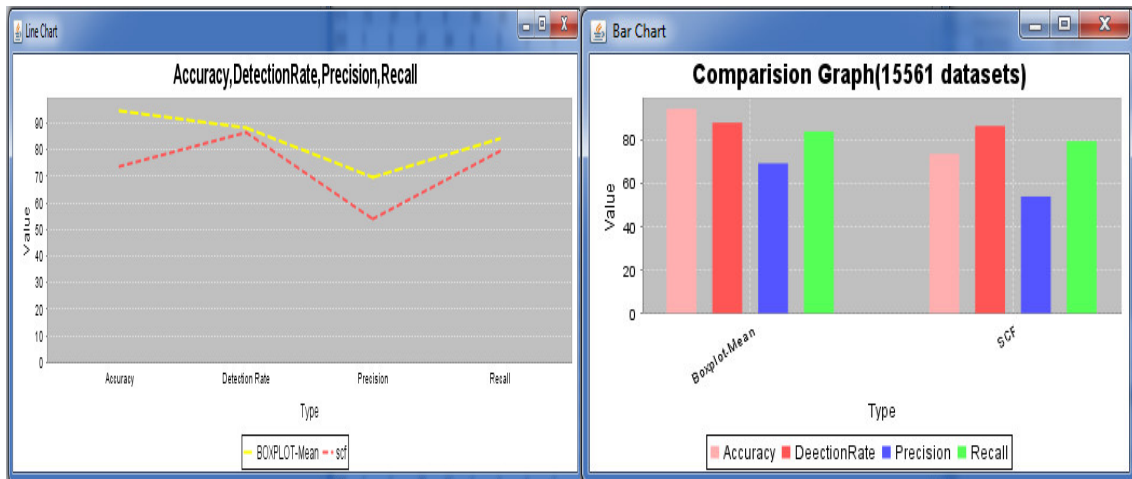 Line Chart
Accuracy,DetectionRate,Precision,Recall
Value
90
80
70
60
50
40
30
20
10
0
Accuracy
Detection Rate
Precision
Recall
Type
BOXPLOT-Mean
scf
Bar Chart
Comparision Graph(15561 datasets)
Value
80
60
40
20
0
Boxplot-Mean
SCF
Type
Accuracy
DeectionRate
Precision
Recall